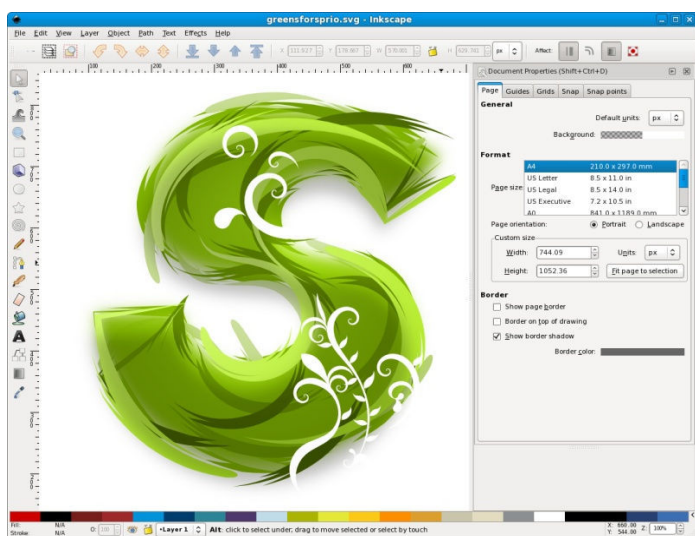 greensforsprio.svg - Inkscape
File Edit View Layer Object Path Text Effects Help
X Y W H px Affect:
Document Properties (Shift+Ctrl+D)
Page Guides Grids Snap Snap points
General
Default units: px
Background:
Format
Page size:
A4 210.0 x 297.0 mm
US Letter 8.5 x 11.0 in
US Legal 8.5 x 14.0 in
US Executive 7.2 x 10.5 in
A0 841.0 x 1189.0 mm
Page orientation: Portrait Landscape
Custom size
Width: 744.09 Units: px
Height: 1052.36 Fit page to selection
Border
Show page border
Border on top of drawing
Show border shadow
Border color:
Fill: N/A
Stroke: N/A
O: 100
•Layer 1
Alt: click to select under; drag to move selected or select by touch
X: 660.00
Y: 544.00
Z: 100%